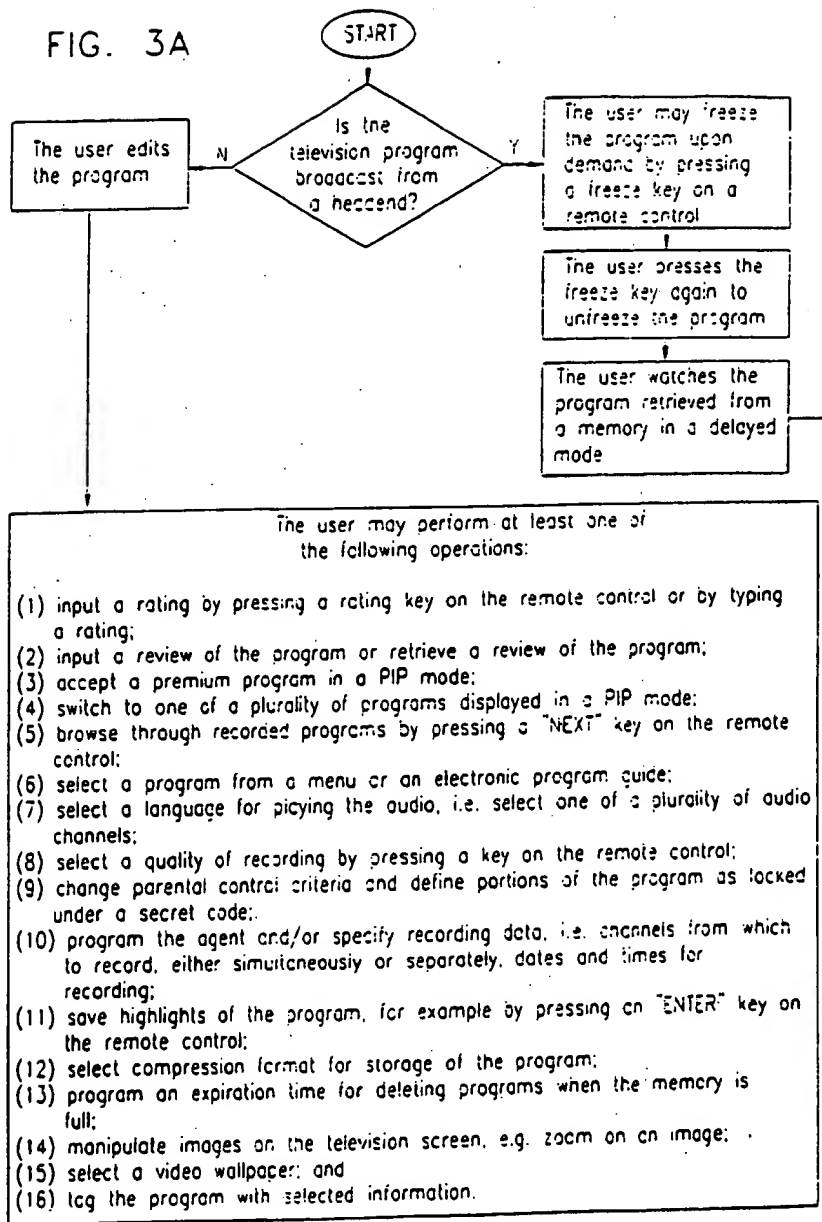 FIG. 3A
START
Is the
television program
broadcast from
a headend?
N
Y
The user edits
the program
The user may freeze
the program upon
demand by pressing
a freeze key on a
remote control
The user presses the
freeze key again to
unfreeze the program
The user watches the
program retrieved from
a memory in a delayed
mode
The user may perform at least one of
the following operations:
(1) input a rating by pressing a rating key on the remote control or by typing
a rating;
(2) input a review of the program or retrieve a review of the program;
(3) accept a premium program in a PIP mode;
(4) switch to one of a plurality of programs displayed in a PIP mode;
(5) browse through recorded programs by pressing a "NEXT" key on the remote
control;
(6) select a program from a menu or an electronic program guide;
(7) select a language for playing the audio, i.e. select one of a plurality of audio
channels;
(8) select a quality of recording by pressing a key on the remote control;
(9) change parental control criteria and define portions of the program as locked
under a secret code;
(10) program the agent and/or specify recording data, i.e. channels from which
to record, either simultaneously or separately, dates and times for
recording;
(11) save highlights of the program, for example by pressing an "ENTER" key on
the remote control;
(12) select compression format for storage of the program;
(13) program an expiration time for deleting programs when the memory is
full;
(14) manipulate images on the television screen, e.g. zoom on an image;
(15) select a video wallpaper; and
(16) tag the program with selected information.